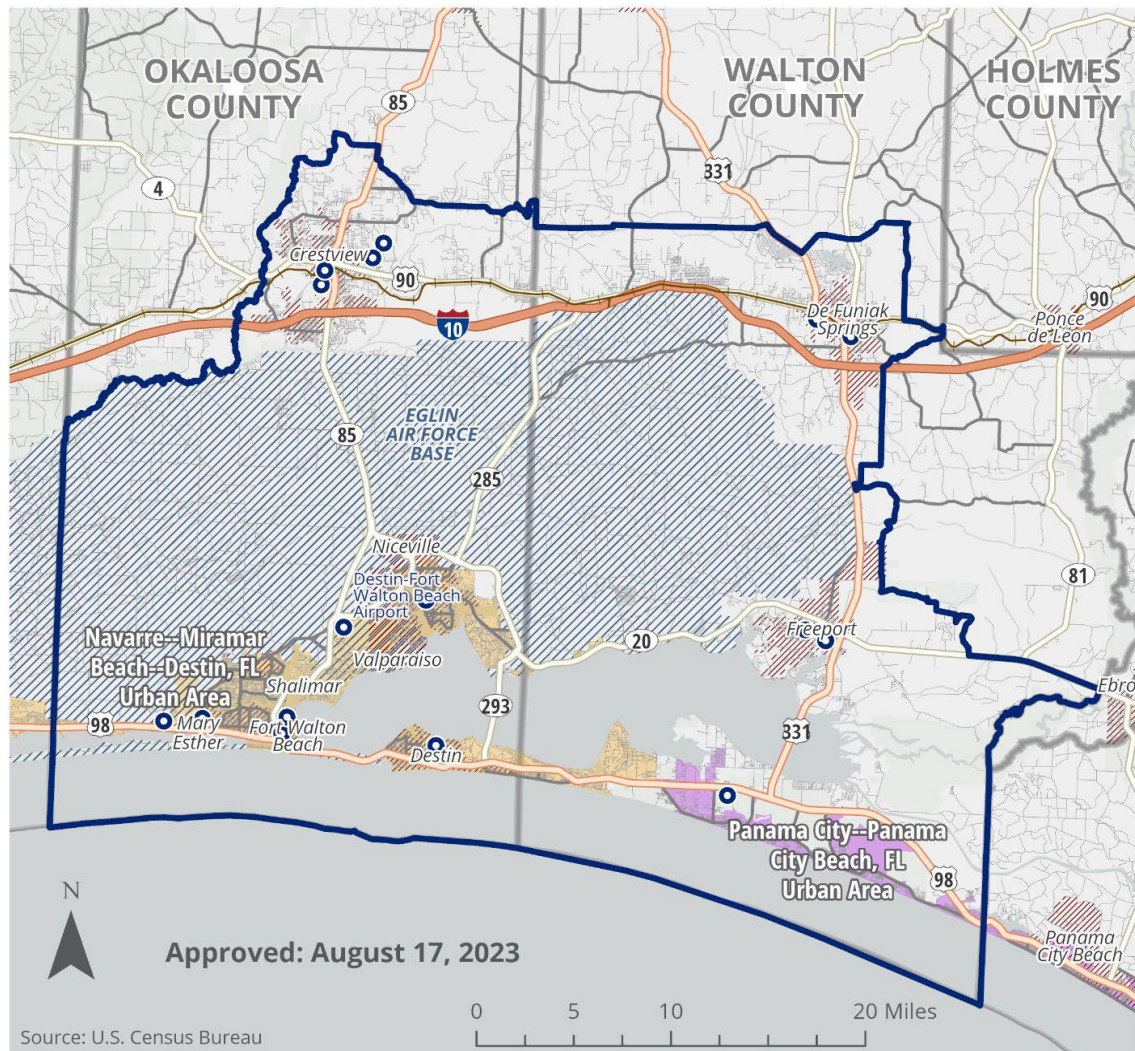 OKALOOSA
COUNTY
WALTON
COUNTY
HOLMES
COUNTY
85
331
4
Crestview
90
10
De Funiak
Springs
Ponce
de Leon
90
EGLIN
AIR FORCE
BASE
85
285
Niceville
Destin-Fort
Walton Beach
Airport
81
Navarre--Miramar
Beach--Destin, FL
Urban Area
Valparaiso
20
Freeport
Shalimar
293
Ebro
98
Mary
Esther
Fort Walton
Beach
Destin
331
Panama City--Panama
City Beach, FL
Urban Area
98
N
Approved: August 17, 2023
Panama
City Beach
0 5 10 20 Miles
Source: U.S. Census Bureau